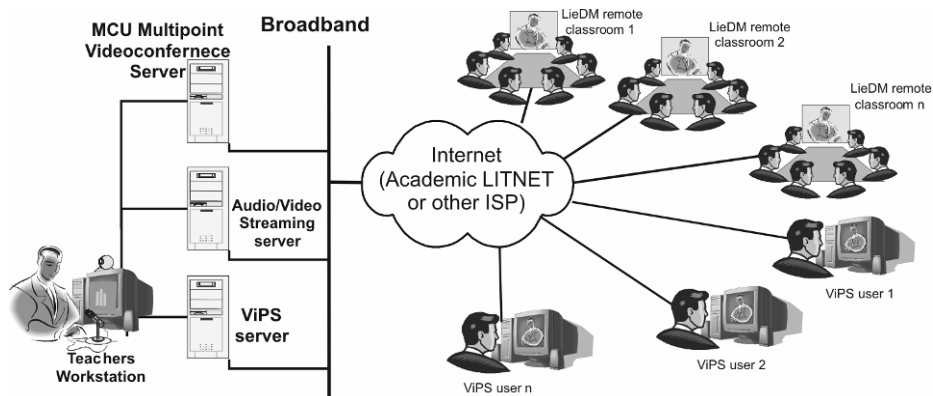 MCU Multipoint
Videoconfernece
Server
Broadband
LieDM remote
classroom 1
LieDM remote
classroom 2
LieDM remote
classroom n
Internet
(Academic LITNET
or other ISP)
Audio/Video
Streaming
server
ViPS
server
Teachers
Workstation
ViPS user 1
ViPS user 2
ViPS user n